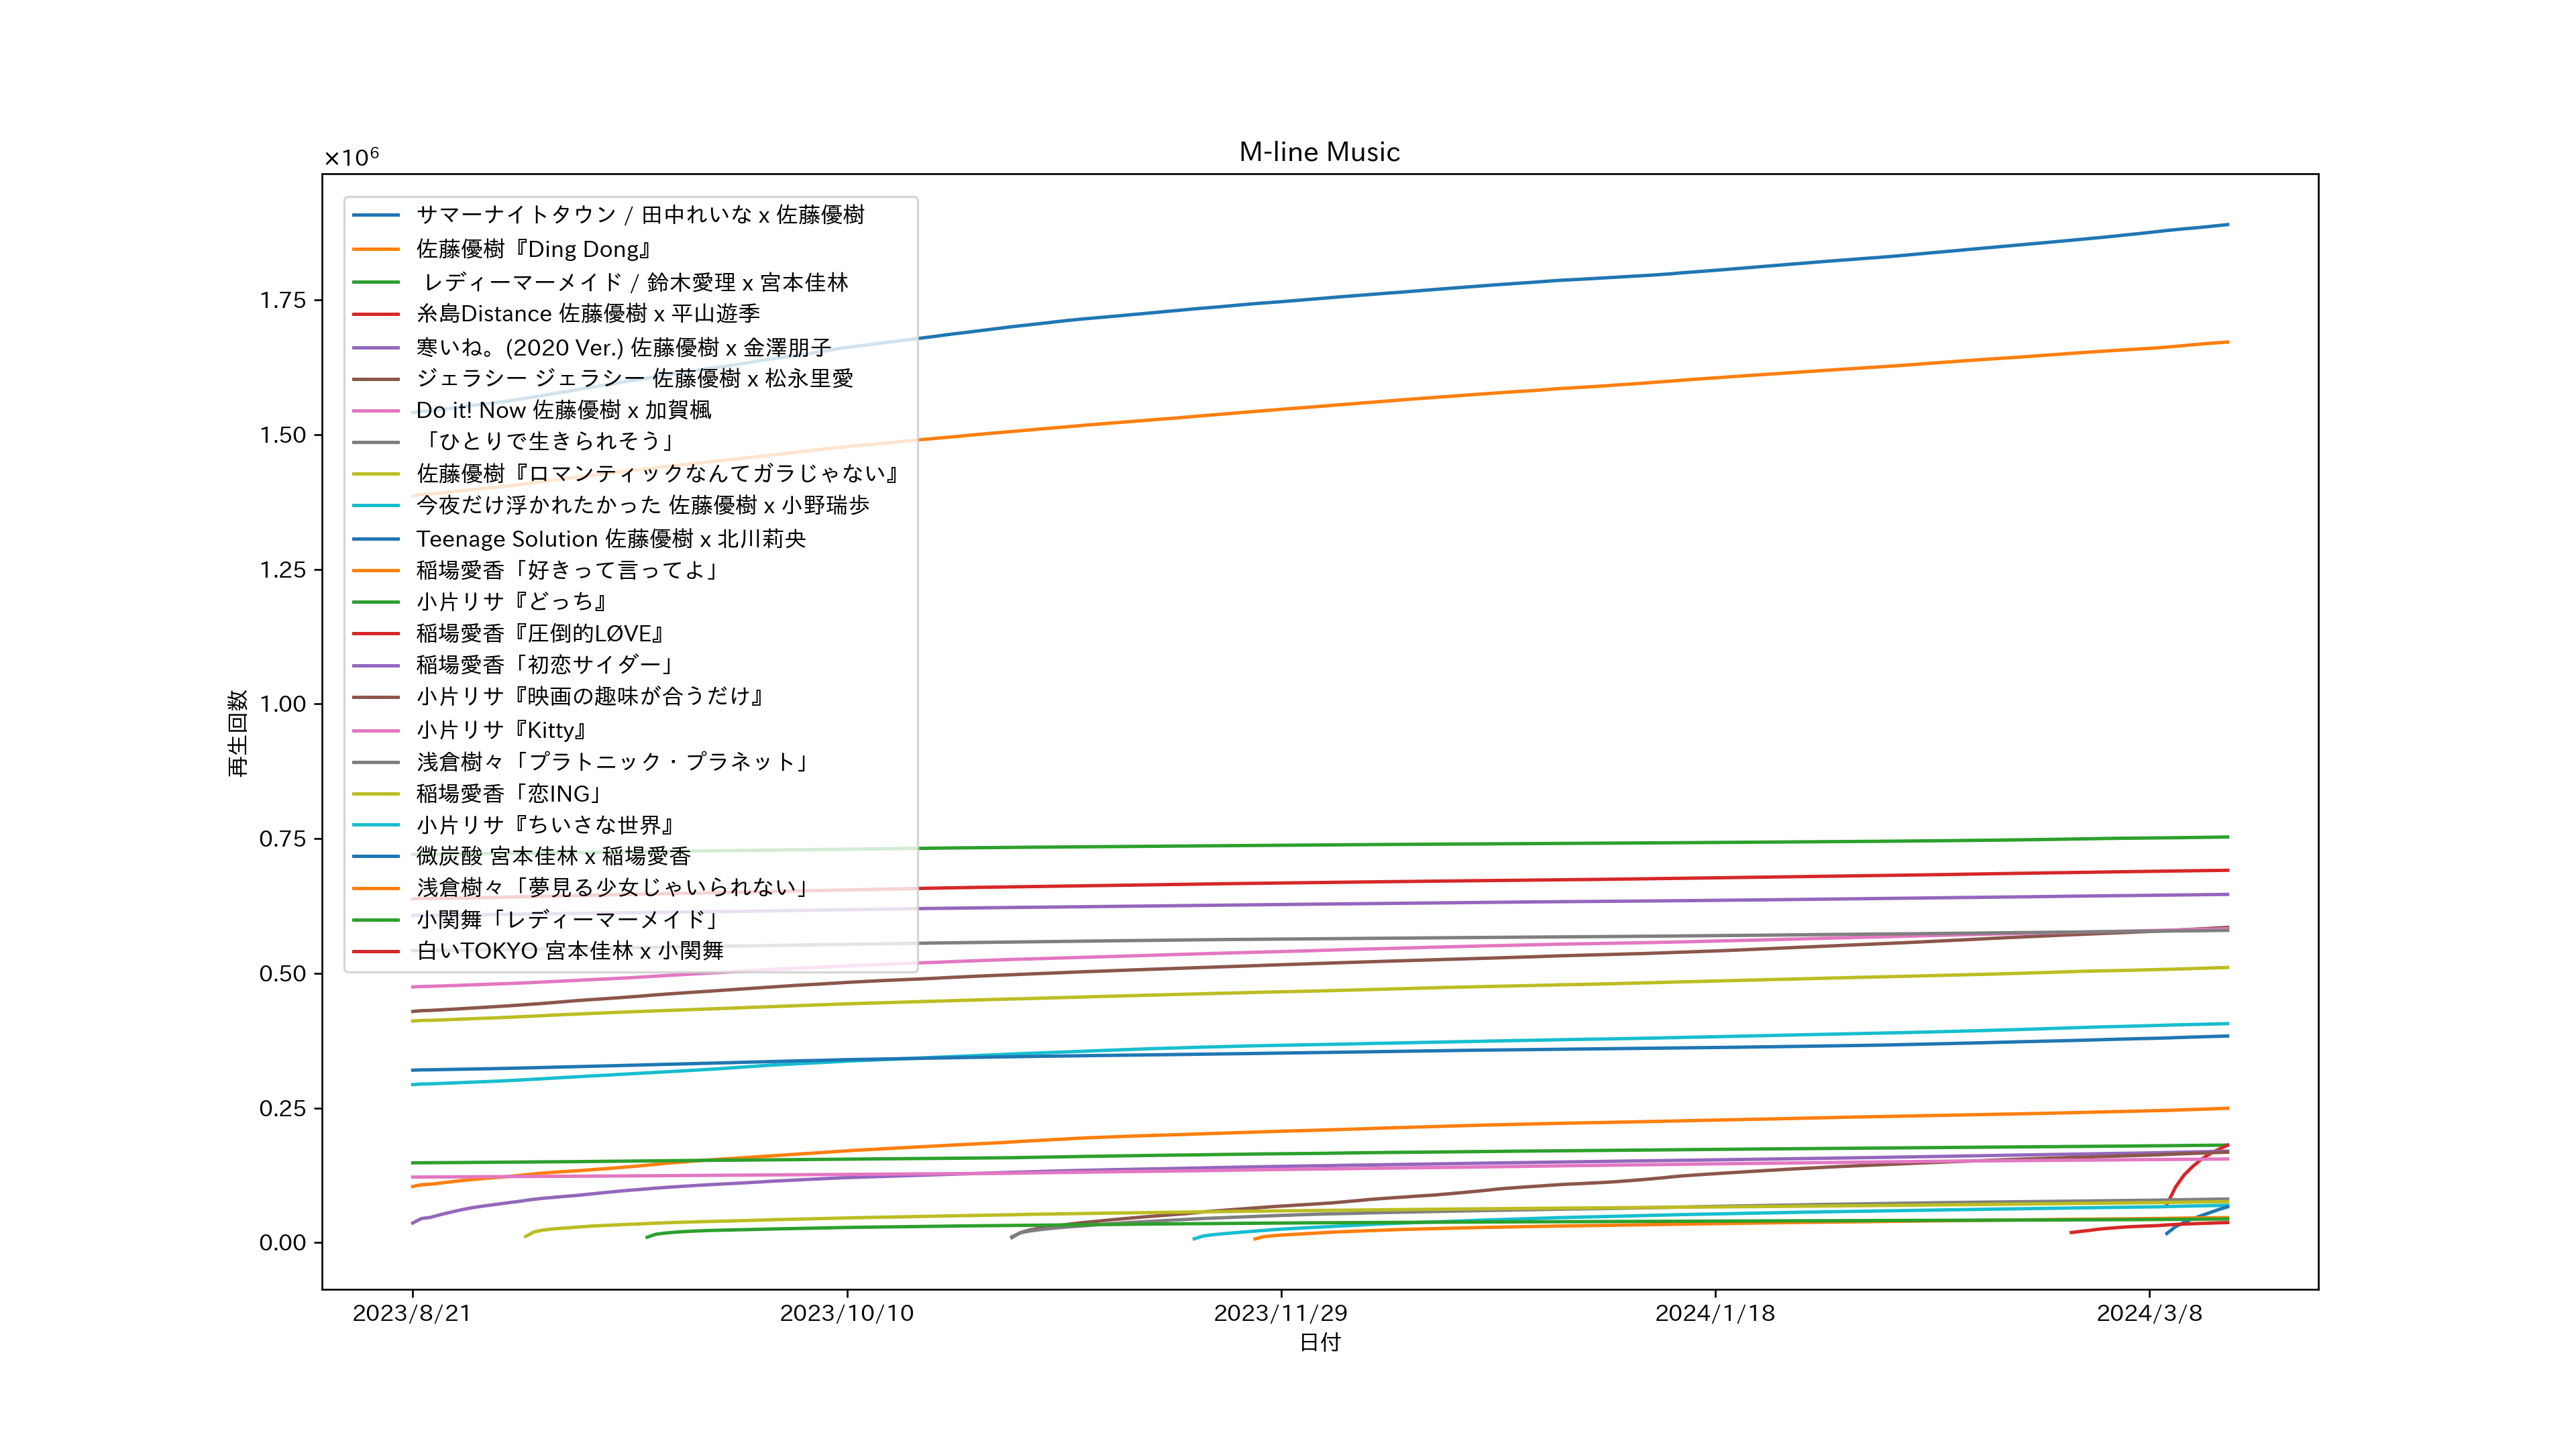 M-line Music
×10⁶
サマーナイトタウン / 田中れいな x 佐藤優樹
佐藤優樹『Ding Dong』
レディーマーメイド / 鈴木愛理 x 宮本佳林
糸島Distance 佐藤優樹 x 平山遊季
寒いね。(2020 Ver.) 佐藤優樹 x 金澤朋子
ジェラシー ジェラシー 佐藤優樹 x 松永里愛
Do it! Now 佐藤優樹 x 加賀楓
「ひとりで生きられそう」
佐藤優樹『ロマンティックなんてガラじゃない』
今夜だけ浮かれたかった 佐藤優樹 x 小野瑞歩
Teenage Solution 佐藤優樹 x 北川莉央
稲場愛香「好きって言ってよ」
小片リサ『どっち』
稲場愛香『圧倒的LØVE』
稲場愛香「初恋サイダー」
小片リサ『映画の趣味が合うだけ』
小片リサ『Kitty』
浅倉樹々「プラトニック・プラネット」
稲場愛香「恋ING」
小片リサ『ちいさな世界』
微炭酸 宮本佳林 x 稲場愛香
浅倉樹々「夢見る少女じゃいられない」
小関舞「レディーマーメイド」
白いTOKYO 宮本佳林 x 小関舞
1.75
1.50
1.25
1.00
0.75
0.50
0.25
0.00
再生回数
2023/8/21
2023/10/10
2023/11/29
2024/1/18
2024/3/8
日付